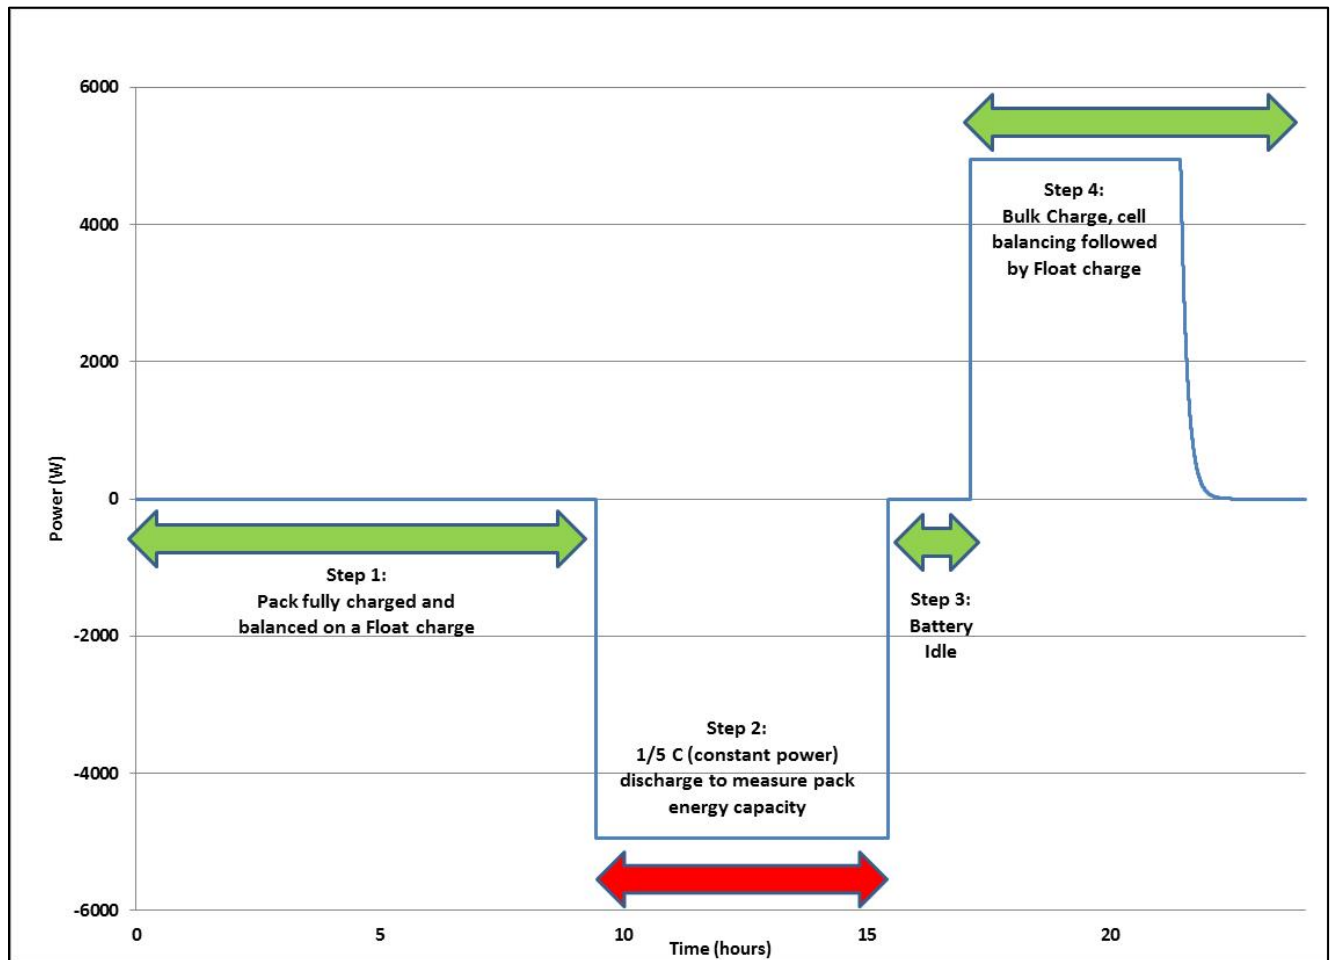 6000
4000
2000
0
-2000
-4000
-6000
Power (W)
Step 1:
Pack fully charged and
balanced on a Float charge
Step 2:
1/5 C (constant power)
discharge to measure pack
energy capacity
Step 3:
Battery
Idle
Step 4:
Bulk Charge, cell
balancing followed
by Float charge
0
5
10
15
20
Time (hours)